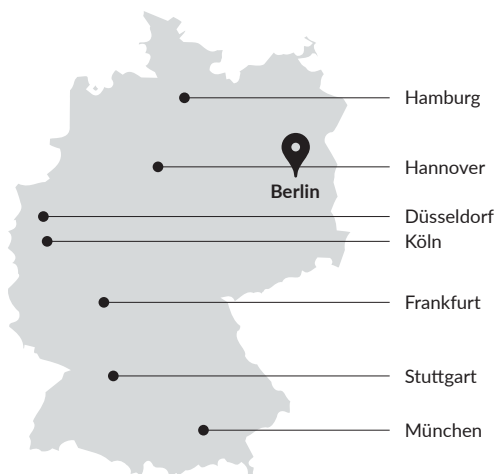 Hamburg
Hannover
Berlin
Düsseldorf
Köln
Frankfurt
Stuttgart
München